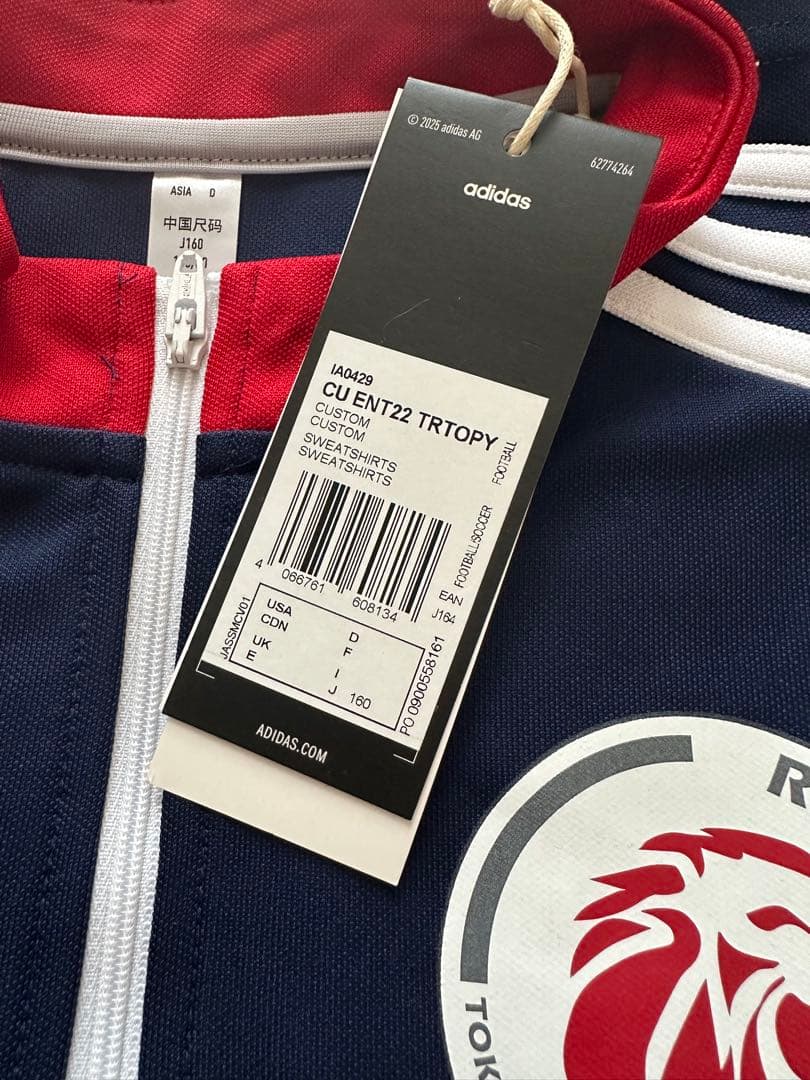 © 2025 adidas AG
62774264
adidas
ASIA D
中国尺码
J160
IA0429
CU ENT22 TRTOPY
CUSTOM
CUSTOM
SWEATSHIRTS
SWEATSHIRTS
FOOTBALL
FOOTBALL/SOCCER
4 066761 608134
EAN
J164
JASSMCV01
USA
CDN
UK
E
D
F
I
J 160
PO 0900558161
ADIDAS.COM
R
TOK